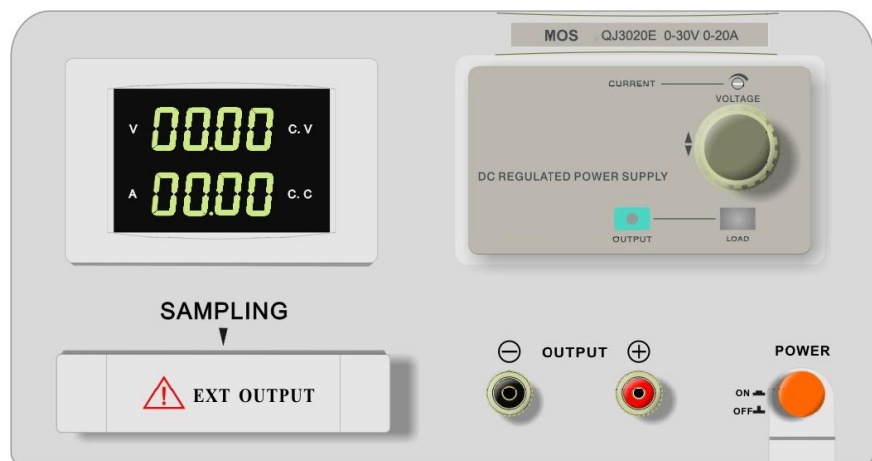 MOS QJ3020E 0-30V 0-20A
CURRENT
VOLTAGE
V 00.00 C.V
A 00.00 C.C
DC REGULATED POWER SUPPLY
OUTPUT LOAD
SAMPLING
EXT OUTPUT
OUTPUT
POWER
ON
OFF